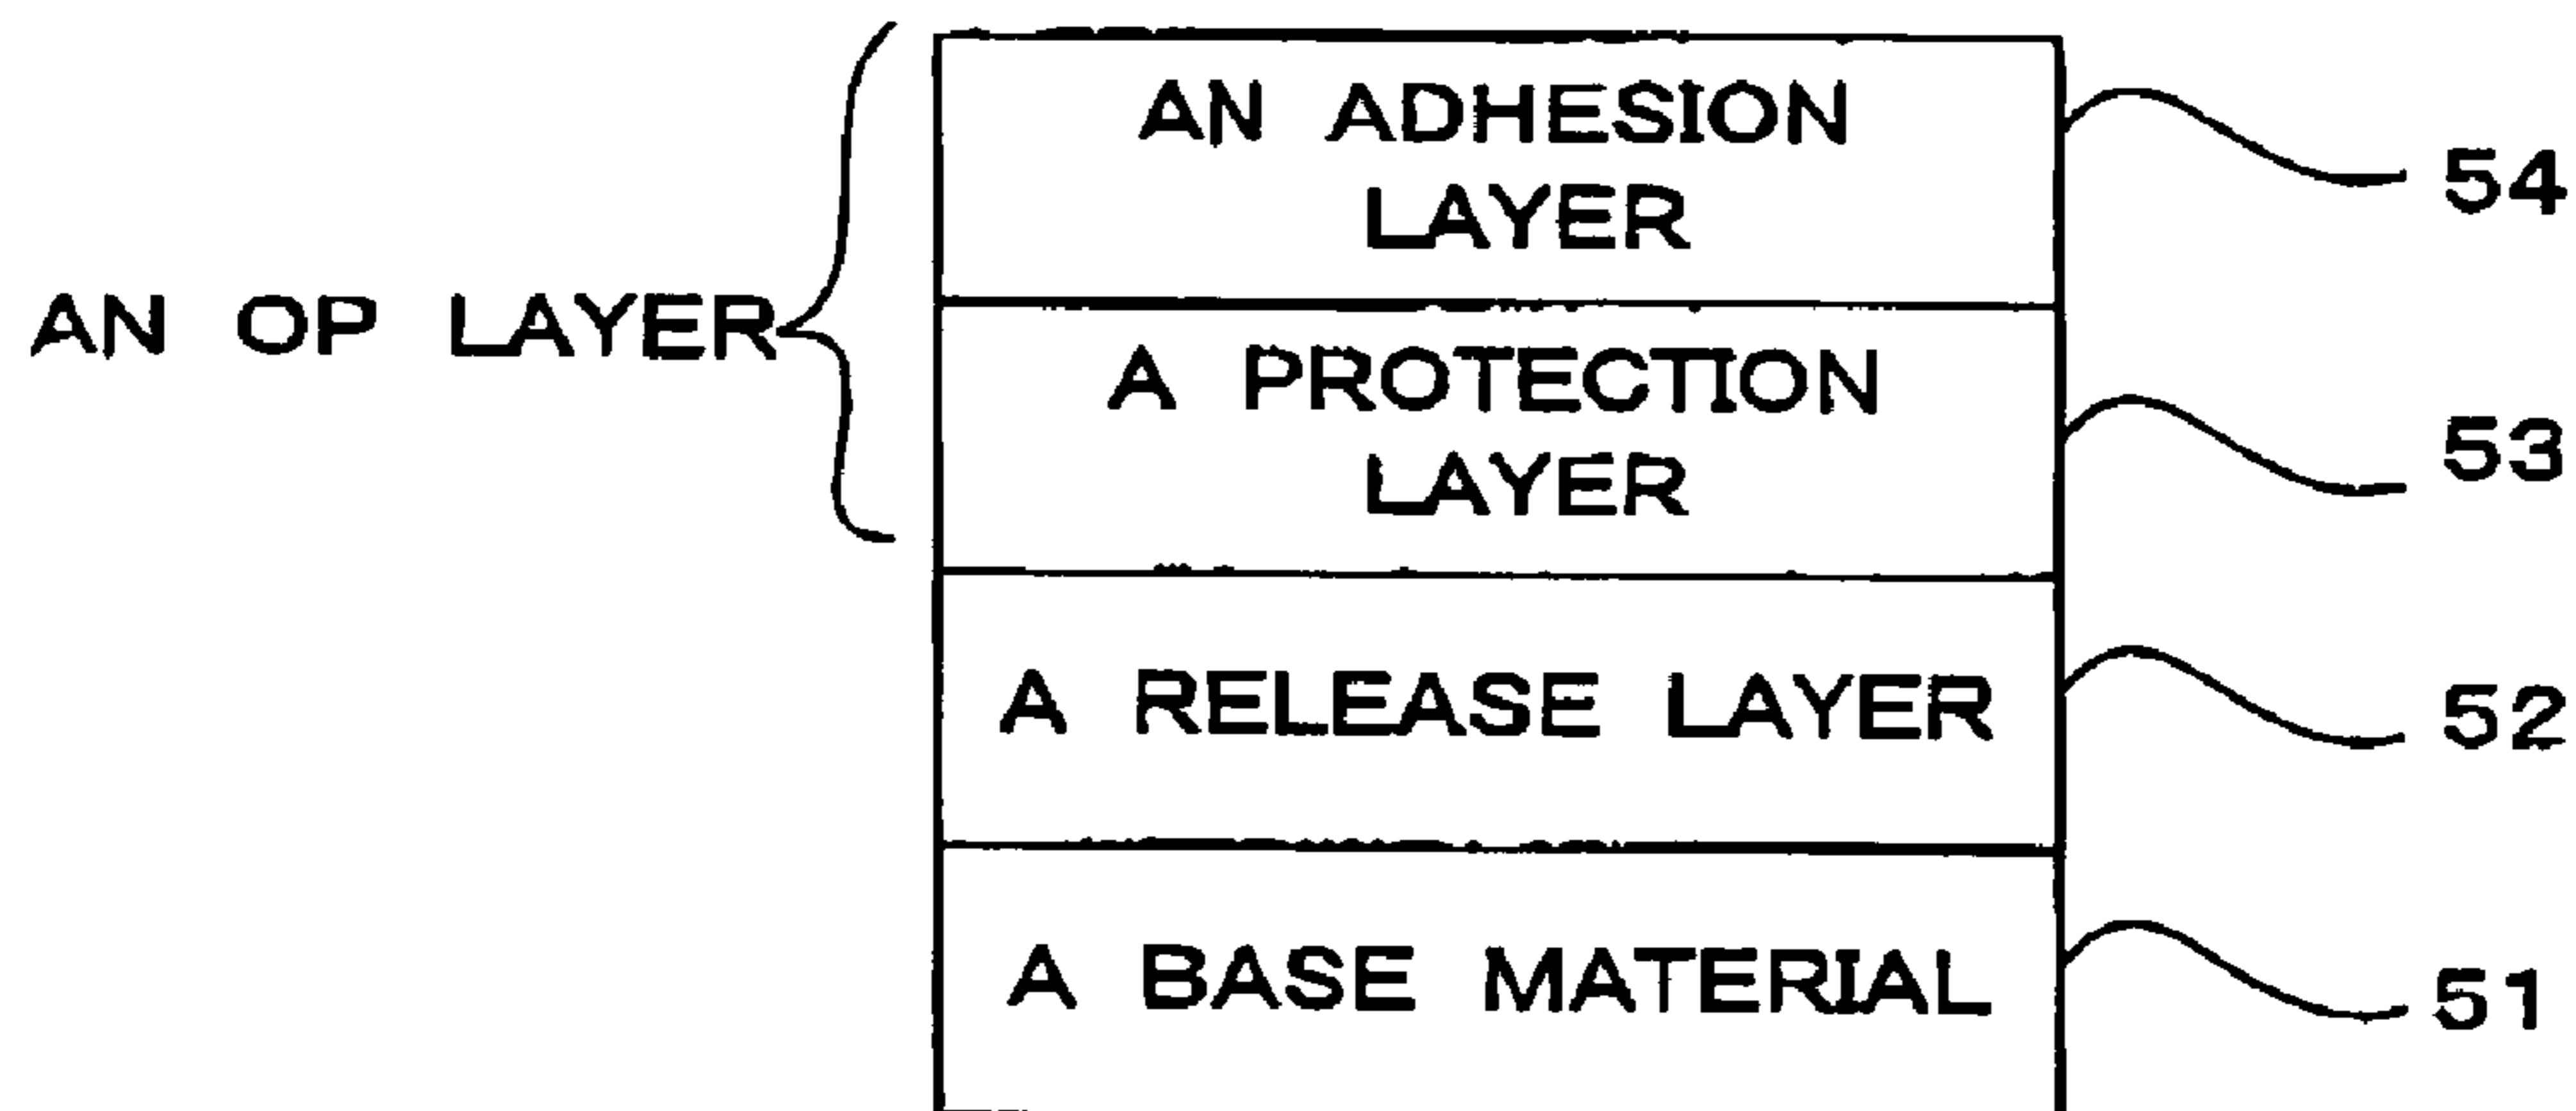 AN ADHESION
LAYER
54
AN OP LAYER
A PROTECTION
LAYER
53
A RELEASE LAYER
52
A BASE MATERIAL
51